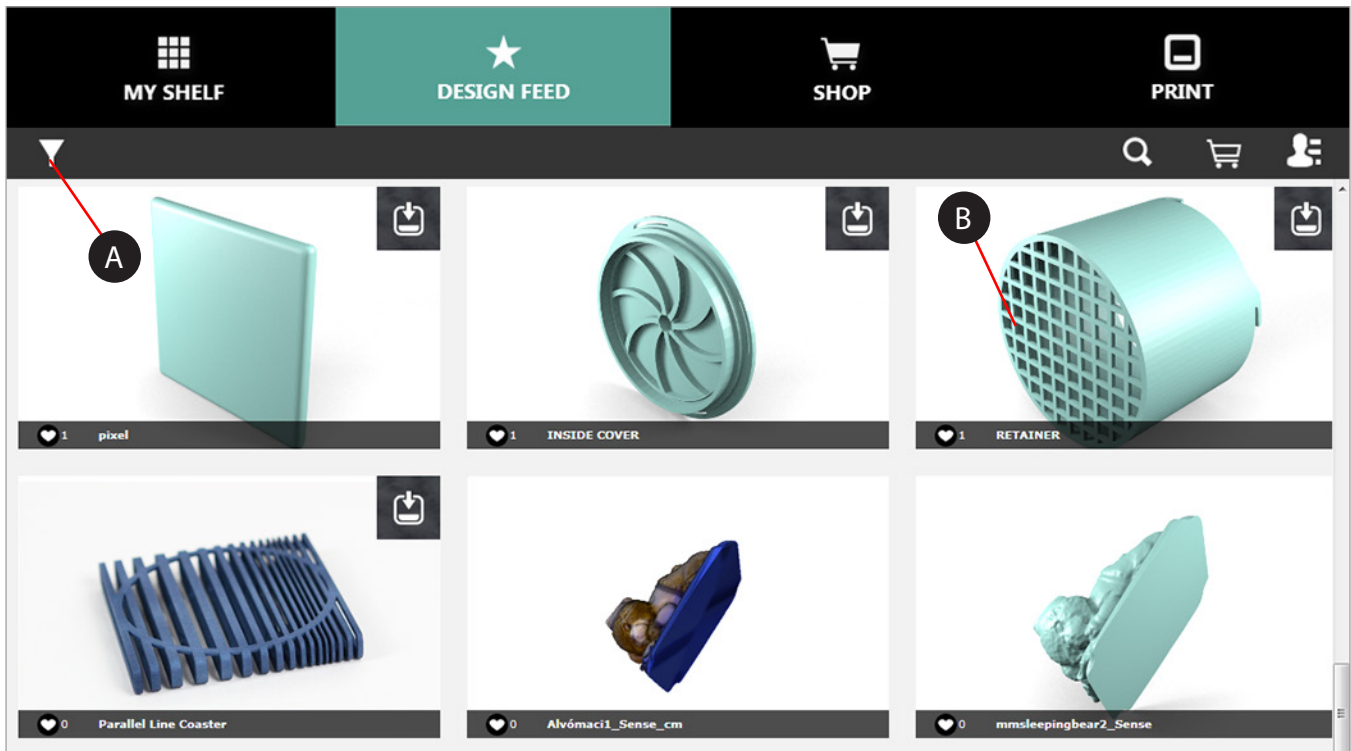 MY SHELF
DESIGN FEED
SHOP
PRINT
A
B
1 pixel
1 INSIDE COVER
1 RETAINER
0 Parallel Line Coaster
0 Alvómaci1_Sense_cm
0 mmsleepingbear2_Sense